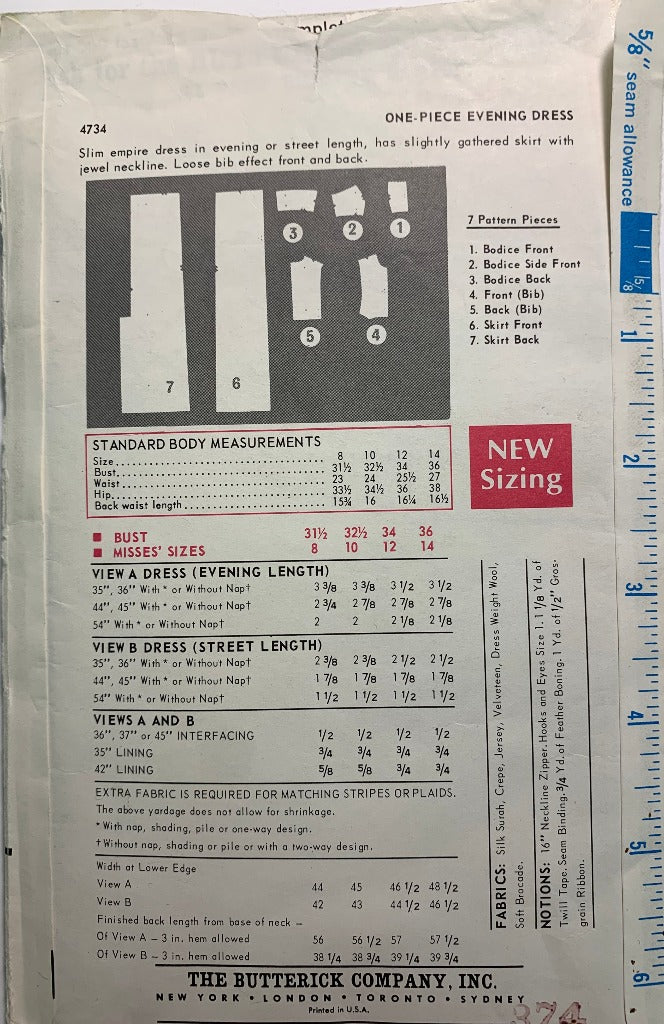 ONE-PIECE EVENING DRESS
4734
Slim empire dress in evening or street length, has slightly gathered skirt with
jewel neckline. Loose bib effect front and back.
3
2
1
5
4
7
6
7 Pattern Pieces
1. Bodice Front
2. Bodice Side Front
3. Bodice Back
4. Front (Bib)
5. Back (Bib)
6. Skirt Front
7. Skirt Back
STANDARD BODY MEASUREMENTS
Size 8 10 12 14
Bust 31½ 32½ 34 36
Waist 23 24 25½ 27
Hip 33½ 34½ 36 38
Back waist length 15¾ 16 16¼ 16½
NEW
Sizing
■ BUST 31½ 32½ 34 36
■ MISSES' SIZES 8 10 12 14
VIEW A DRESS (EVENING LENGTH)
35", 36" With * or Without Nap† 3 3/8 3 3/8 3 1/2 3 1/2
44", 45" With * or Without Nap† 2 3/4 2 7/8 2 7/8 2 7/8
54" With * or Without Nap† 2 2 2 1/8 2 1/8
VIEW B DRESS (STREET LENGTH)
35", 36" With * or Without Nap† 2 3/8 2 3/8 2 1/2 2 1/2
44", 45" With * or Without Nap† 1 7/8 1 7/8 1 7/8 1 7/8
54" With * or Without Nap† 1 1/2 1 1/2 1 1/2 1 1/2
VIEWS A AND B
36", 37" or 45" INTERFACING 1/2 1/2 1/2 1/2
35" LINING 3/4 3/4 3/4 3/4
42" LINING 5/8 5/8 3/4 3/4
EXTRA FABRIC IS REQUIRED FOR MATCHING STRIPES OR PLAIDS.
The above yardage does not allow for shrinkage.
* With nap, shading, pile or one-way design.
† Without nap, shading or pile or with a two-way design.
Width at Lower Edge
View A 44 45 46 1/2 48 1/2
View B 42 43 44 1/2 46 1/2
Finished back length from base of neck –
Of View A – 3 in. hem allowed 56 56 1/2 57 57 1/2
Of View B – 3 in. hem allowed 38 1/4 38 3/4 39 1/4 39 3/4
FABRICS: Silk Surah, Crepe, Jersey, Velveteen, Dress Weight Wool,
Soft Brocade.
NOTIONS: 16" Neckline Zipper. Hooks and Eyes Size 1. 1 1/8 Yd. of
Twill Tape. Seam Binding. 3/4 Yd. of Feather Boning. 1 Yd. of 1/2" Gros-
grain Ribbon.
THE BUTTERICK COMPANY, INC.
NEW YORK • LONDON • TORONTO • SYDNEY
Printed in U.S.A.
5/8" seam allowance
5/8
1
2
3
4
5
6